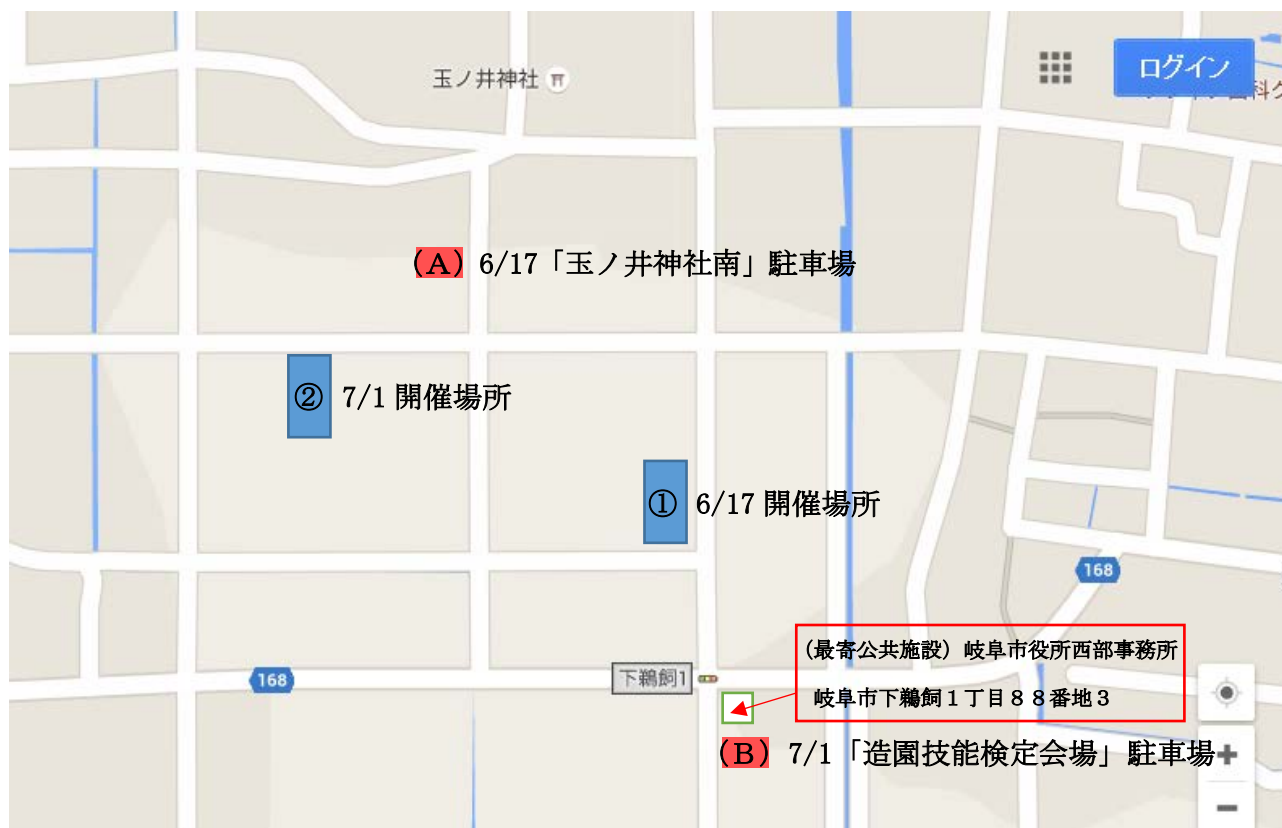 玉ノ井神社
ログイン
(A) 6/17「玉ノ井神社南」駐車場
② 7/1 開催場所
① 6/17 開催場所
168
(最寄公共施設) 岐阜市役所西部事務所
岐阜市下鵜飼1丁目88番地3
下鵜飼1
168
(B) 7/1「造園技能検定会場」駐車場